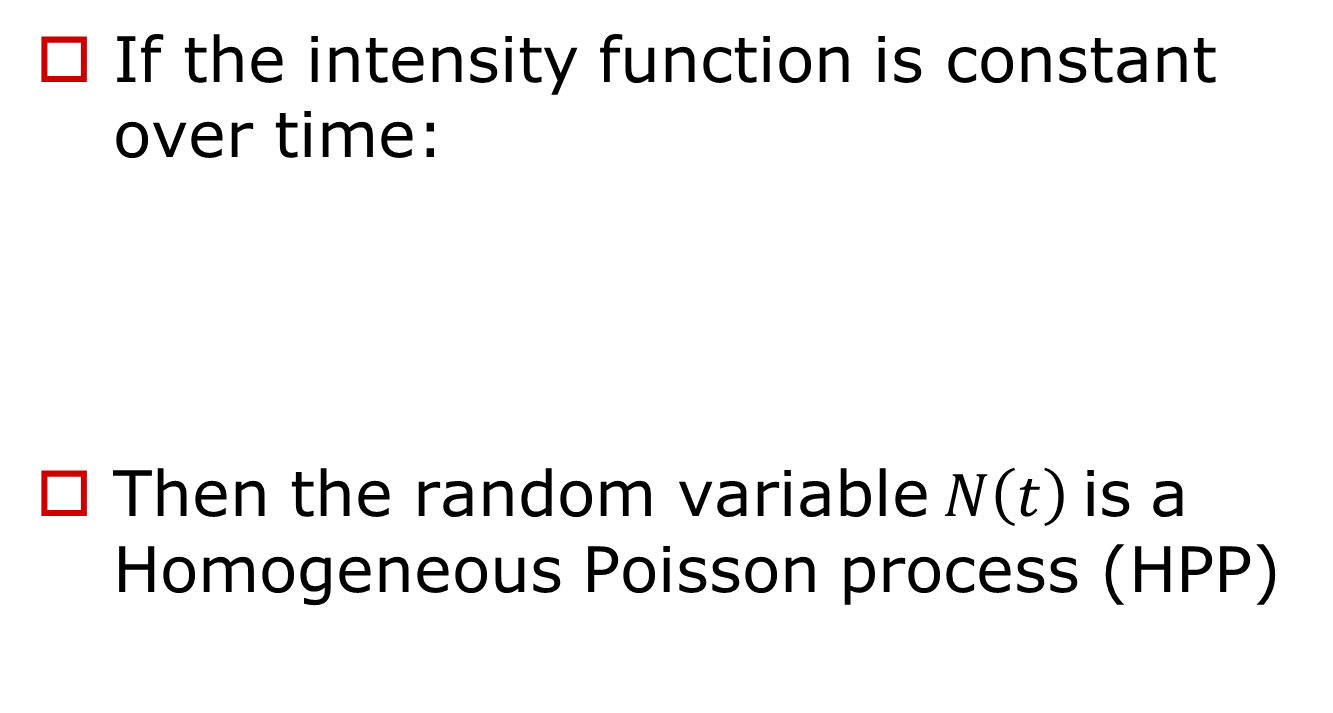 If the intensity function is constant
over time:
Then the random variable N(t) is a
Homogeneous Poisson process (HPP)